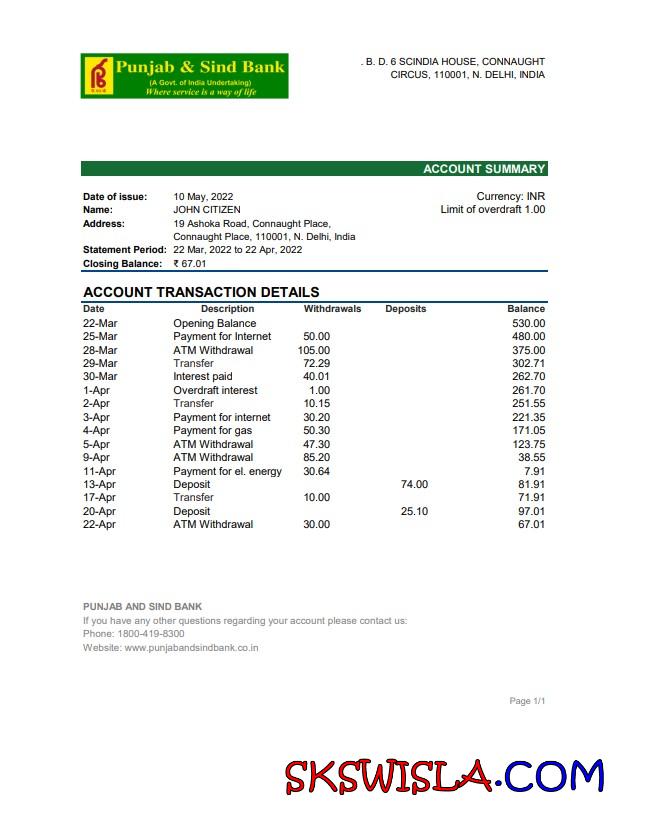 Punjab & Sind Bank
(A Govt. of India Undertaking)
Where service is a way of life
. B. D. 6 SCINDIA HOUSE, CONNAUGHT
CIRCUS, 110001, N. DELHI, INDIA
ACCOUNT SUMMARY
Date of issue: 10 May, 2022 Currency: INR
Name: JOHN CITIZEN Limit of overdraft 1.00
Address: 19 Ashoka Road, Connaught Place,
Connaught Place, 110001, N. Delhi, India
Statement Period: 22 Mar, 2022 to 22 Apr, 2022
Closing Balance: ₹ 67.01
ACCOUNT TRANSACTION DETAILS
Date Description Withdrawals Deposits Balance
22-Mar Opening Balance 530.00
25-Mar Payment for Internet 50.00 480.00
28-Mar ATM Withdrawal 105.00 375.00
29-Mar Transfer 72.29 302.71
30-Mar Interest paid 40.01 262.70
1-Apr Overdraft interest 1.00 261.70
2-Apr Transfer 10.15 251.55
3-Apr Payment for internet 30.20 221.35
4-Apr Payment for gas 50.30 171.05
5-Apr ATM Withdrawal 47.30 123.75
9-Apr ATM Withdrawal 85.20 38.55
11-Apr Payment for el. energy 30.64 7.91
13-Apr Deposit 74.00 81.91
17-Apr Transfer 10.00 71.91
20-Apr Deposit 25.10 97.01
22-Apr ATM Withdrawal 30.00 67.01
PUNJAB AND SIND BANK
If you have any other questions regarding your account please contact us:
Phone: 1800-419-8300
Website: www.punjabandsindbank.co.in
Page 1/1
SKSWISLA.COM